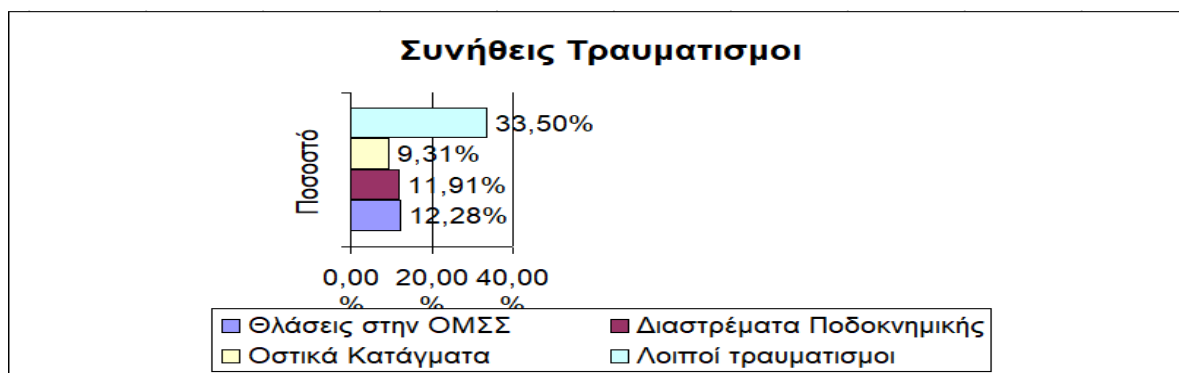 Συνήθεις Τραυματισμοι
Ποσοστό
33,50%
9,31%
11,91%
12,28%
0,00 20,00 40,00
% % %
Θλάσεις στην ΟΜΣΣ Διαστρέματα Ποδοκνημικής
Οστικά Κατάγματα Λοιποί τραυματισμοι